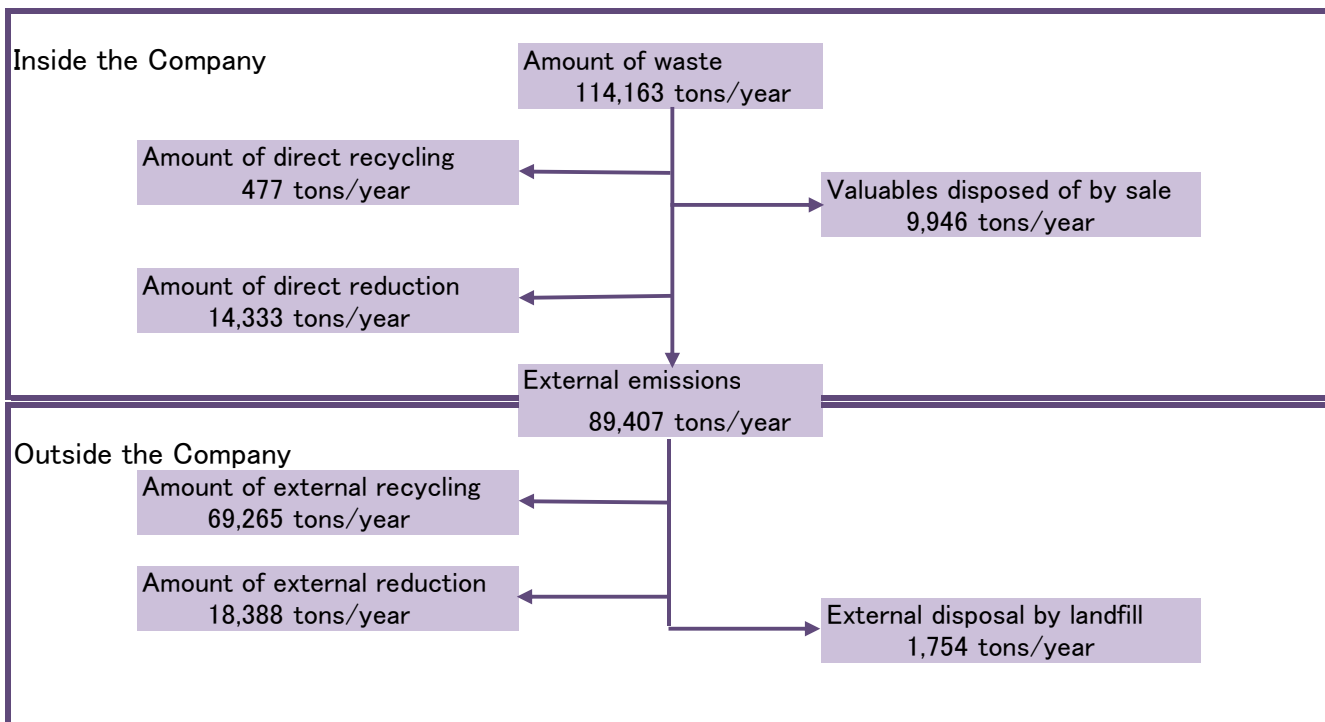 Inside the Company
Amount of waste
114,163 tons/year
Amount of direct recycling
477 tons/year
Valuables disposed of by sale
9,946 tons/year
Amount of direct reduction
14,333 tons/year
External emissions
89,407 tons/year
Outside the Company
Amount of external recycling
69,265 tons/year
Amount of external reduction
18,388 tons/year
External disposal by landfill
1,754 tons/year